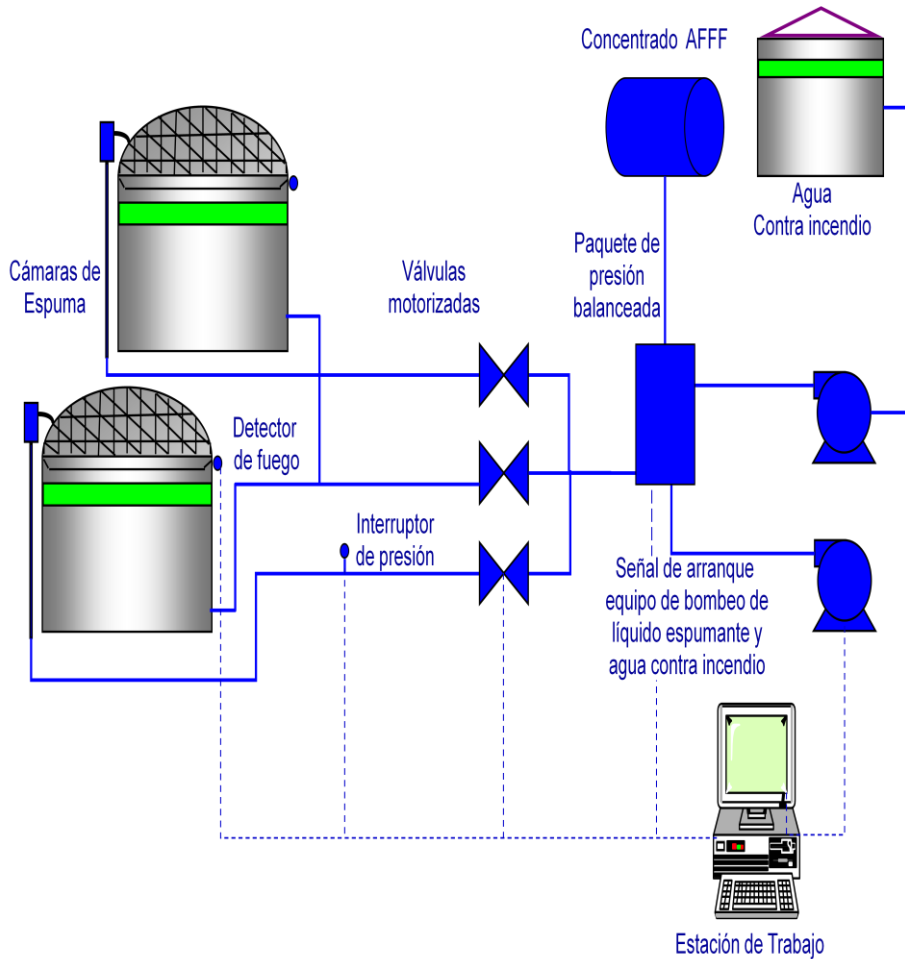 Concentrado AFFF
Agua
Contra incendio
Paquete de
presión
balanceada
Cámaras de
Espuma
Válvulas
motorizadas
Detector
de fuego
Interruptor
de presión
Señal de arranque
equipo de bombeo de
líquido espumante y
agua contra incendio
Estación de Trabajo